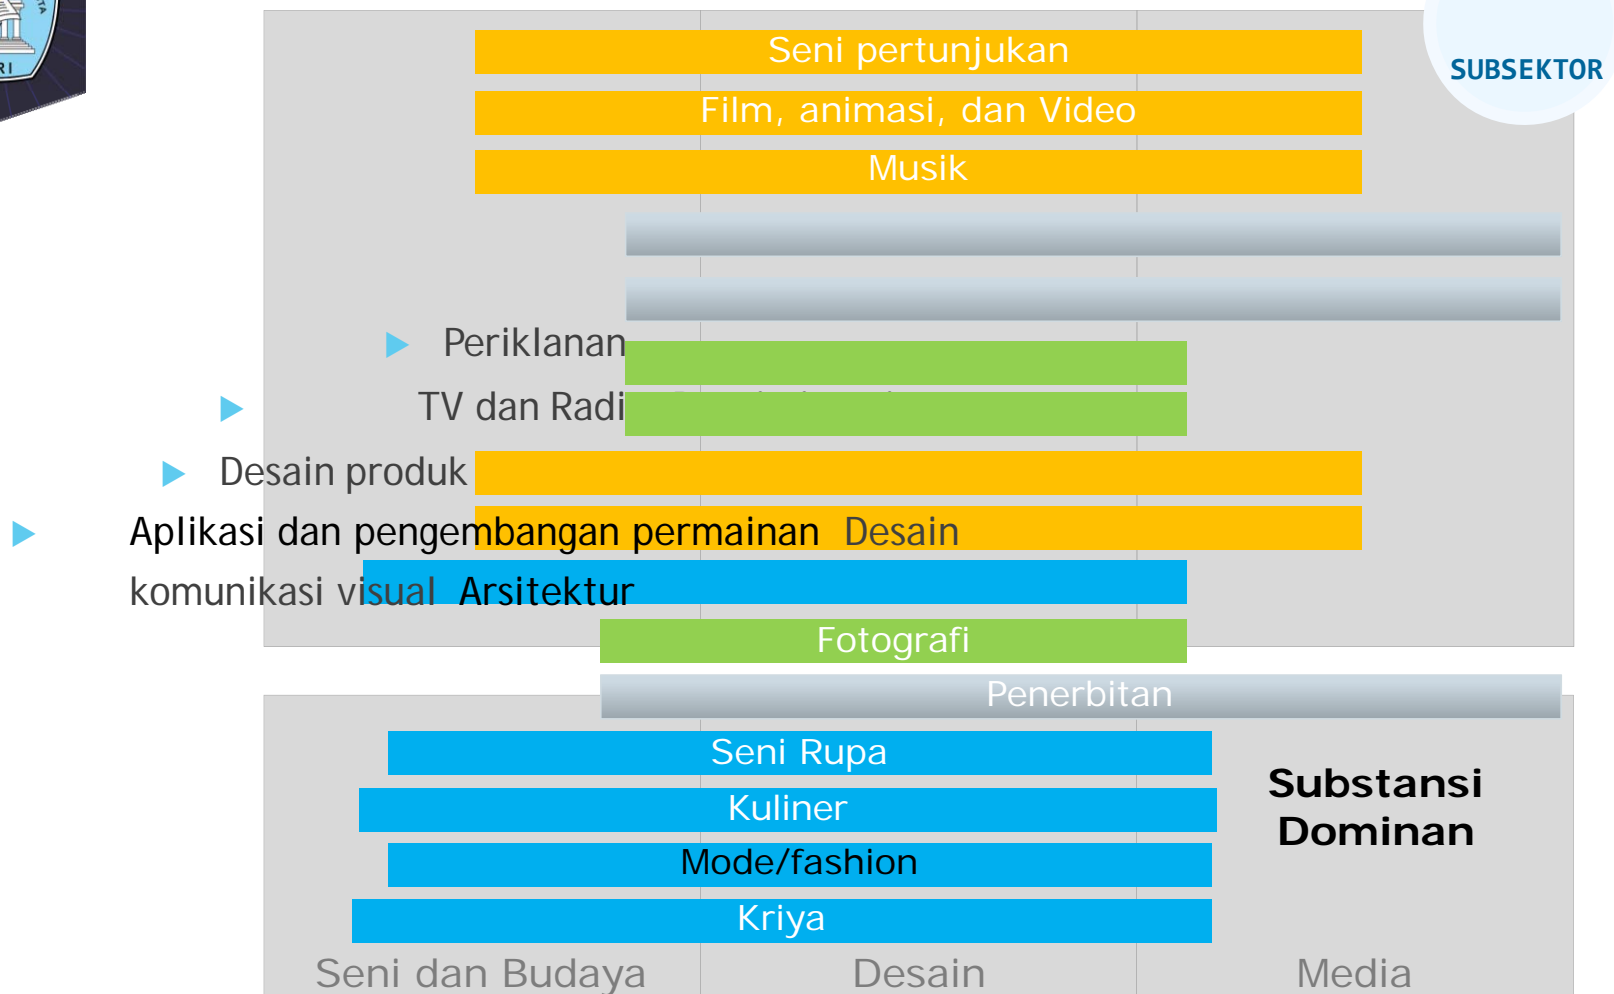 RI
SUBSEKTOR
Seni pertunjukan
Film, animasi, dan Video
Musik
Periklanan
TV dan Radi
Desain produk
Aplikasi dan pengembangan permainan Desain
komunikasi visual Arsitektur
Fotografi
Penerbitan
Seni Rupa
Kuliner
Mode/fashion
Kriya
Substansi
Dominan
Seni dan Budaya
Desain
Media